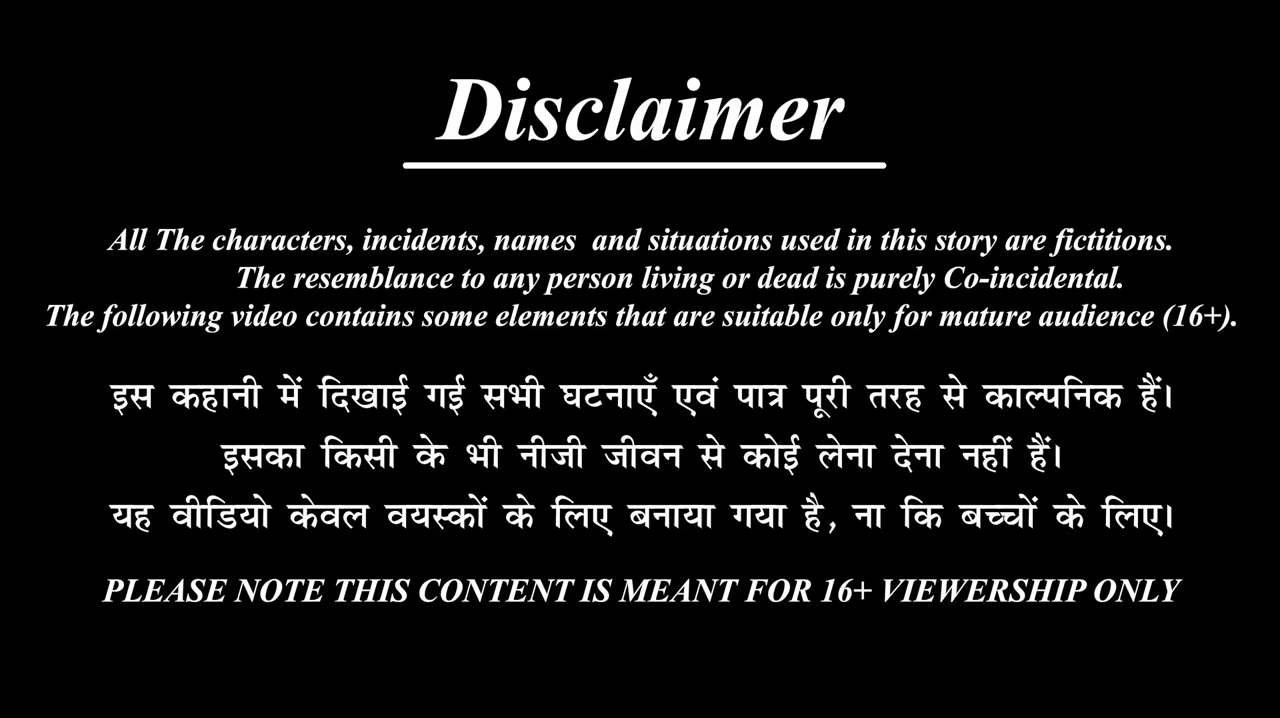 Disclaimer
All The characters, incidents, names and situations used in this story are fictitions.
The resemblance to any person living or dead is purely Co-incidental.
The following video contains some elements that are suitable only for mature audience (16+).
इस कहानी में दिखाई गई सभी घटनाएँ एवं पात्र पूरी तरह से काल्पनिक हैं।
इसका किसी के भी नीजी जीवन से कोई लेना देना नहीं हैं।
यह वीडियो केवल वयस्कों के लिए बनाया गया है, ना कि बच्चों के लिए।
PLEASE NOTE THIS CONTENT IS MEANT FOR 16+ VIEWERSHIP ONLY